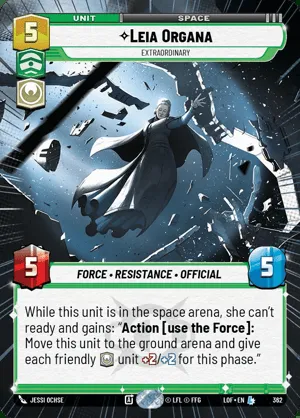 5
UNIT
SPACE
✧LEIA ORGANA
EXTRAORDINARY
5
5
FORCE • RESISTANCE • OFFICIAL
While this unit is in the space arena, she can't
ready and gains: "Action [use the Force]:
Move this unit to the ground arena and give
each friendly unit +2/+2 for this phase."
JESSI OCHSE
© LFL © FFG
LOF • EN
382